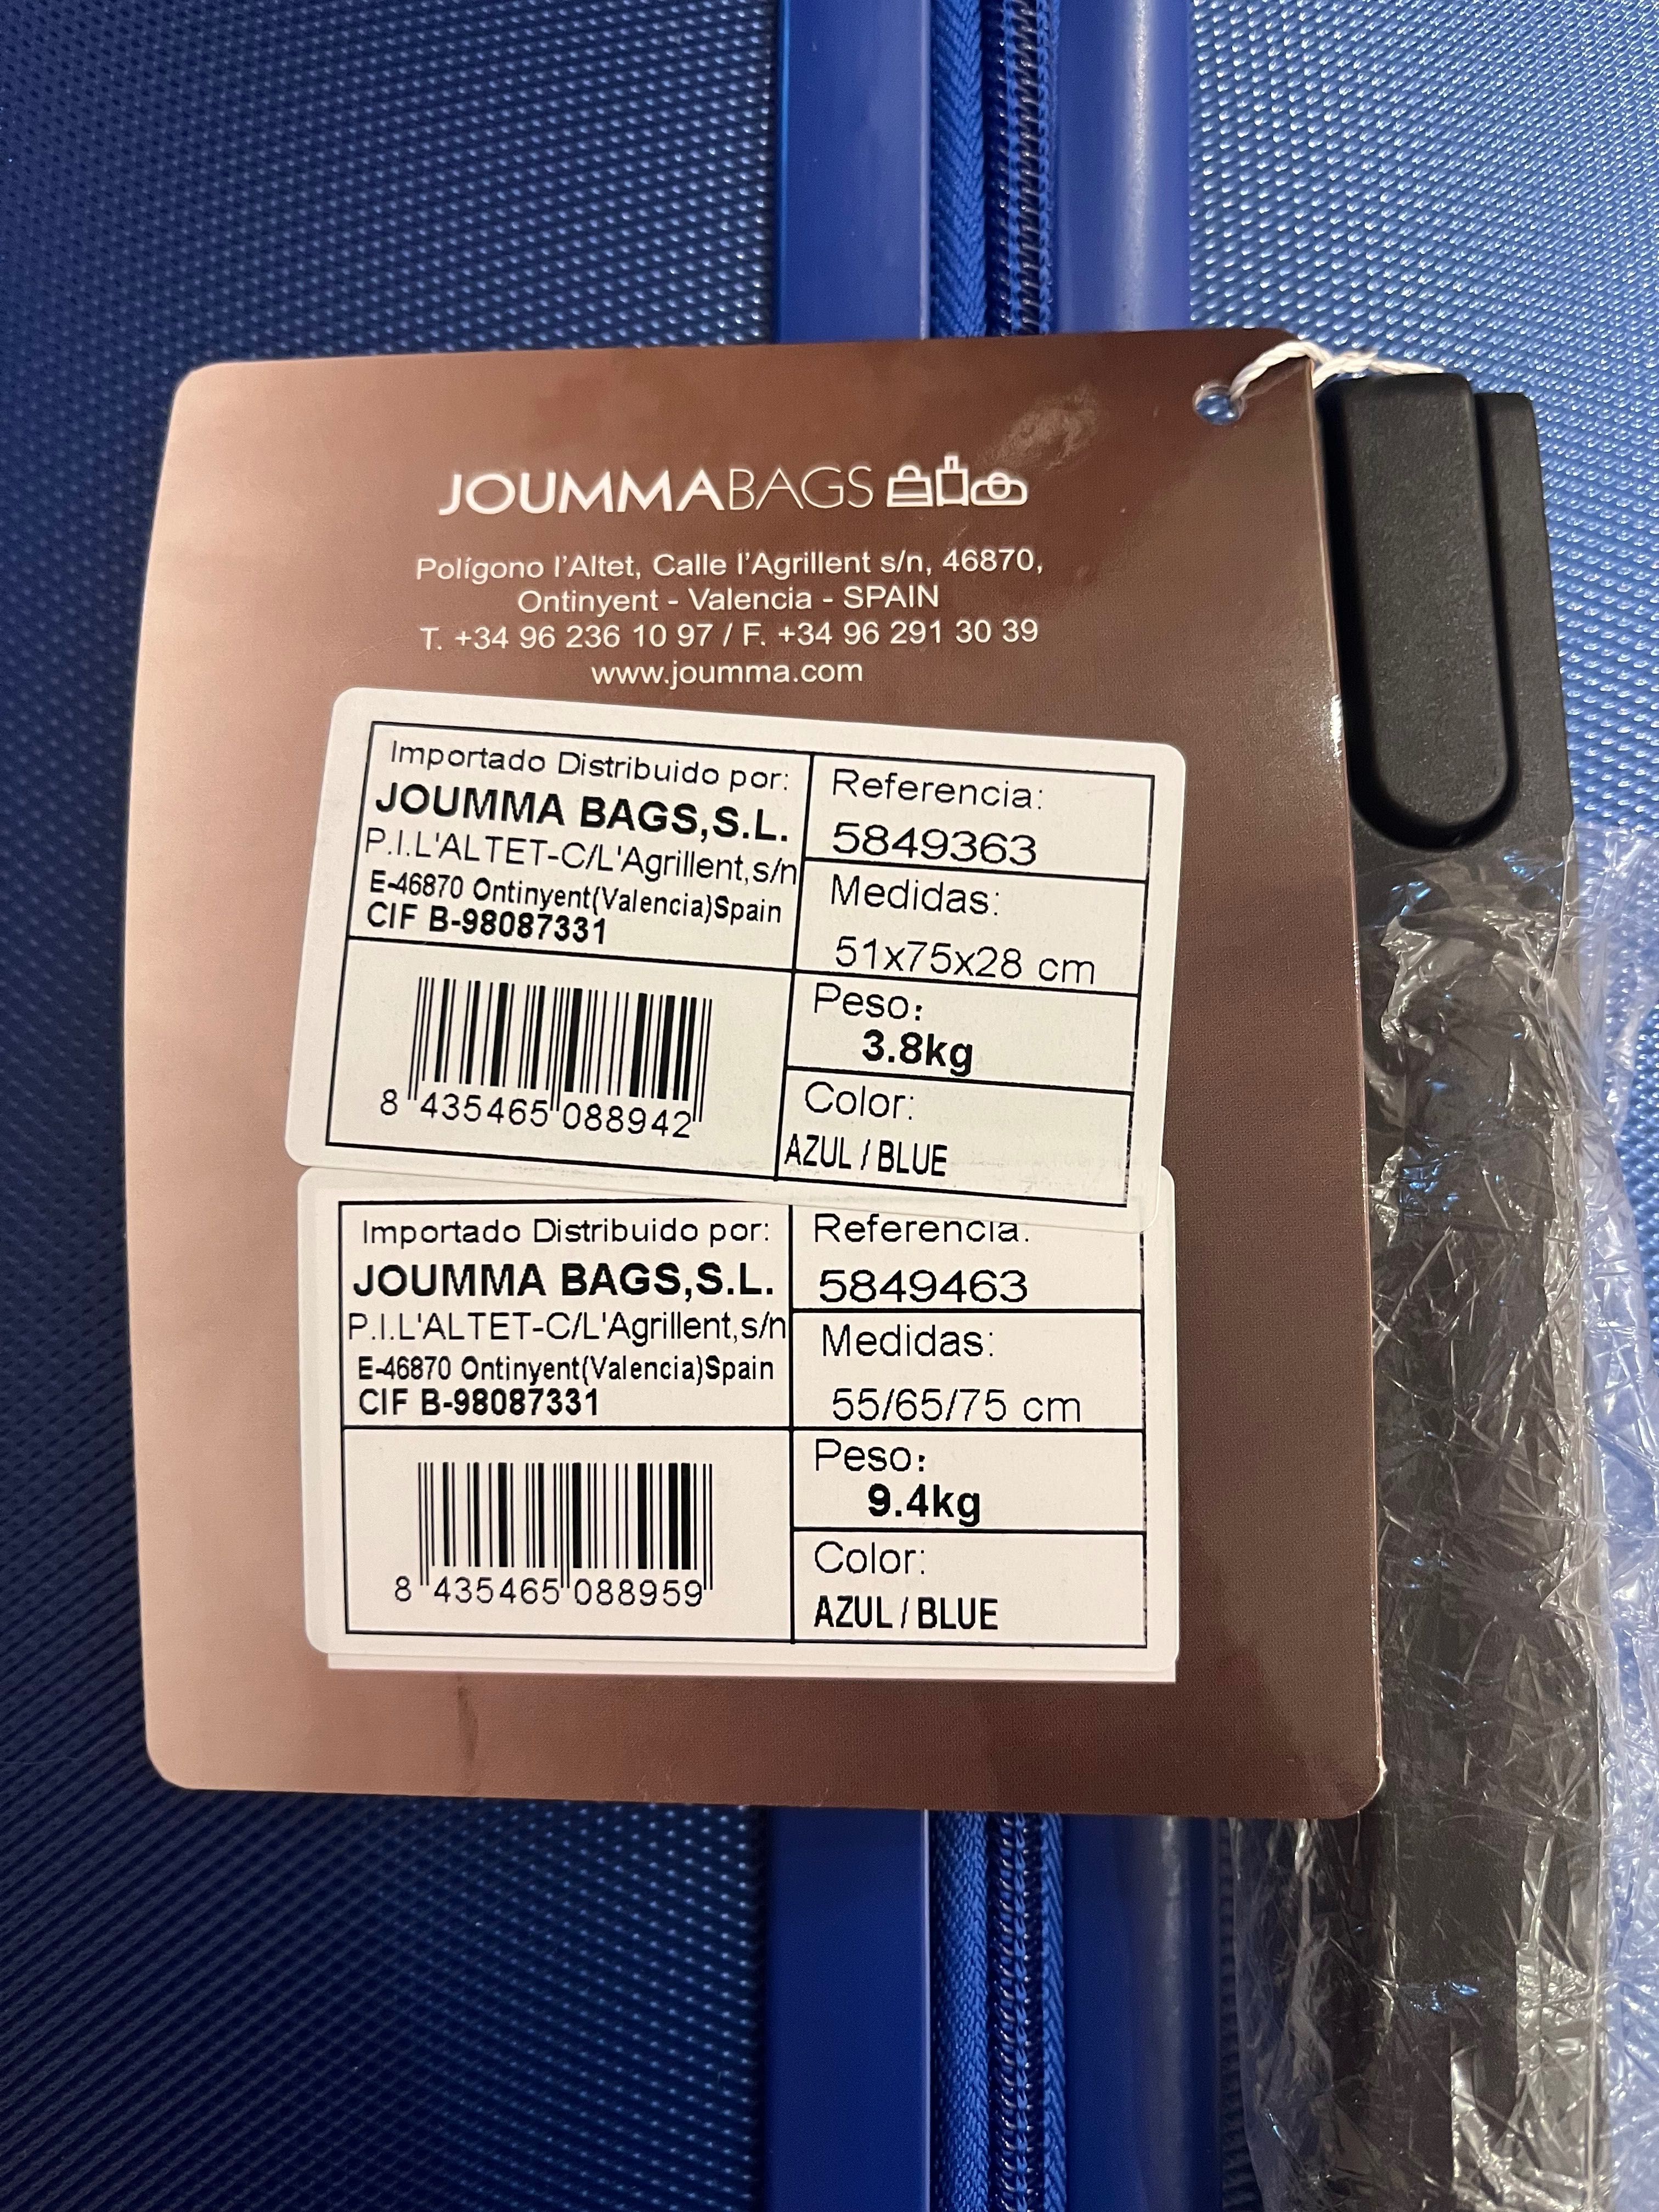 JOUMMABAGS
Polígono l'Altet, Calle l'Agrillent s/n, 46870,
Ontinyent - Valencia - SPAIN
T. +34 96 236 10 97 / F. +34 96 291 30 39
www.joumma.com
Importado Distribuido por:
JOUMMA BAGS,S.L.
P.I.L'ALTET-C/L'Agrillent,s/n
E-46870 Ontinyent(Valencia)Spain
CIF B-98087331
8 435465 088942
Referencia:
5849363
Medidas:
51x75x28 cm
Peso:
3.8kg
Color:
AZUL / BLUE
Importado Distribuido por:
JOUMMA BAGS,S.L.
P.I.L'ALTET-C/L'Agrillent,s/n
E-46870 Ontinyent(Valencia)Spain
CIF B-98087331
8 435465 088959
Referencia:
5849463
Medidas:
55/65/75 cm
Peso:
9.4kg
Color:
AZUL / BLUE